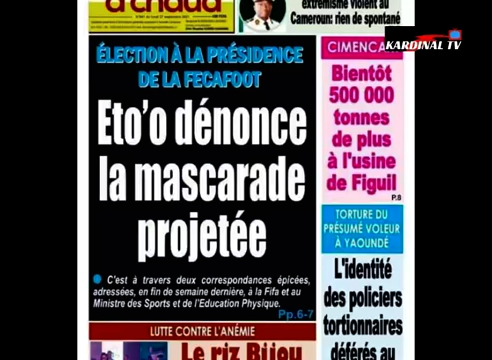 à chaud
extrémisme violent au
Cameroun: rien de spontané
KARDINAL TV
ÉLECTION À LA PRÉSIDENCE
DE LA FECAFOOT
Eto'o dénonce
la mascarade
projetée
C'est à travers deux correspondances épicées,
adressées, en fin de semaine dernière, à la Fifa et au
Ministre des Sports et de l'Education Physique.
Pp.6-7
LUTTE CONTRE L'ANÉMIE
Le riz Bijou
CIMENCAM
Bientôt
500 000
tonnes
de plus
à l'usine
de Figuil
P.8
TORTURE DU
PRÉSUMÉ VOLEUR
À YAOUNDÉ
L'identité
des policiers
tortionnaires
déférés au